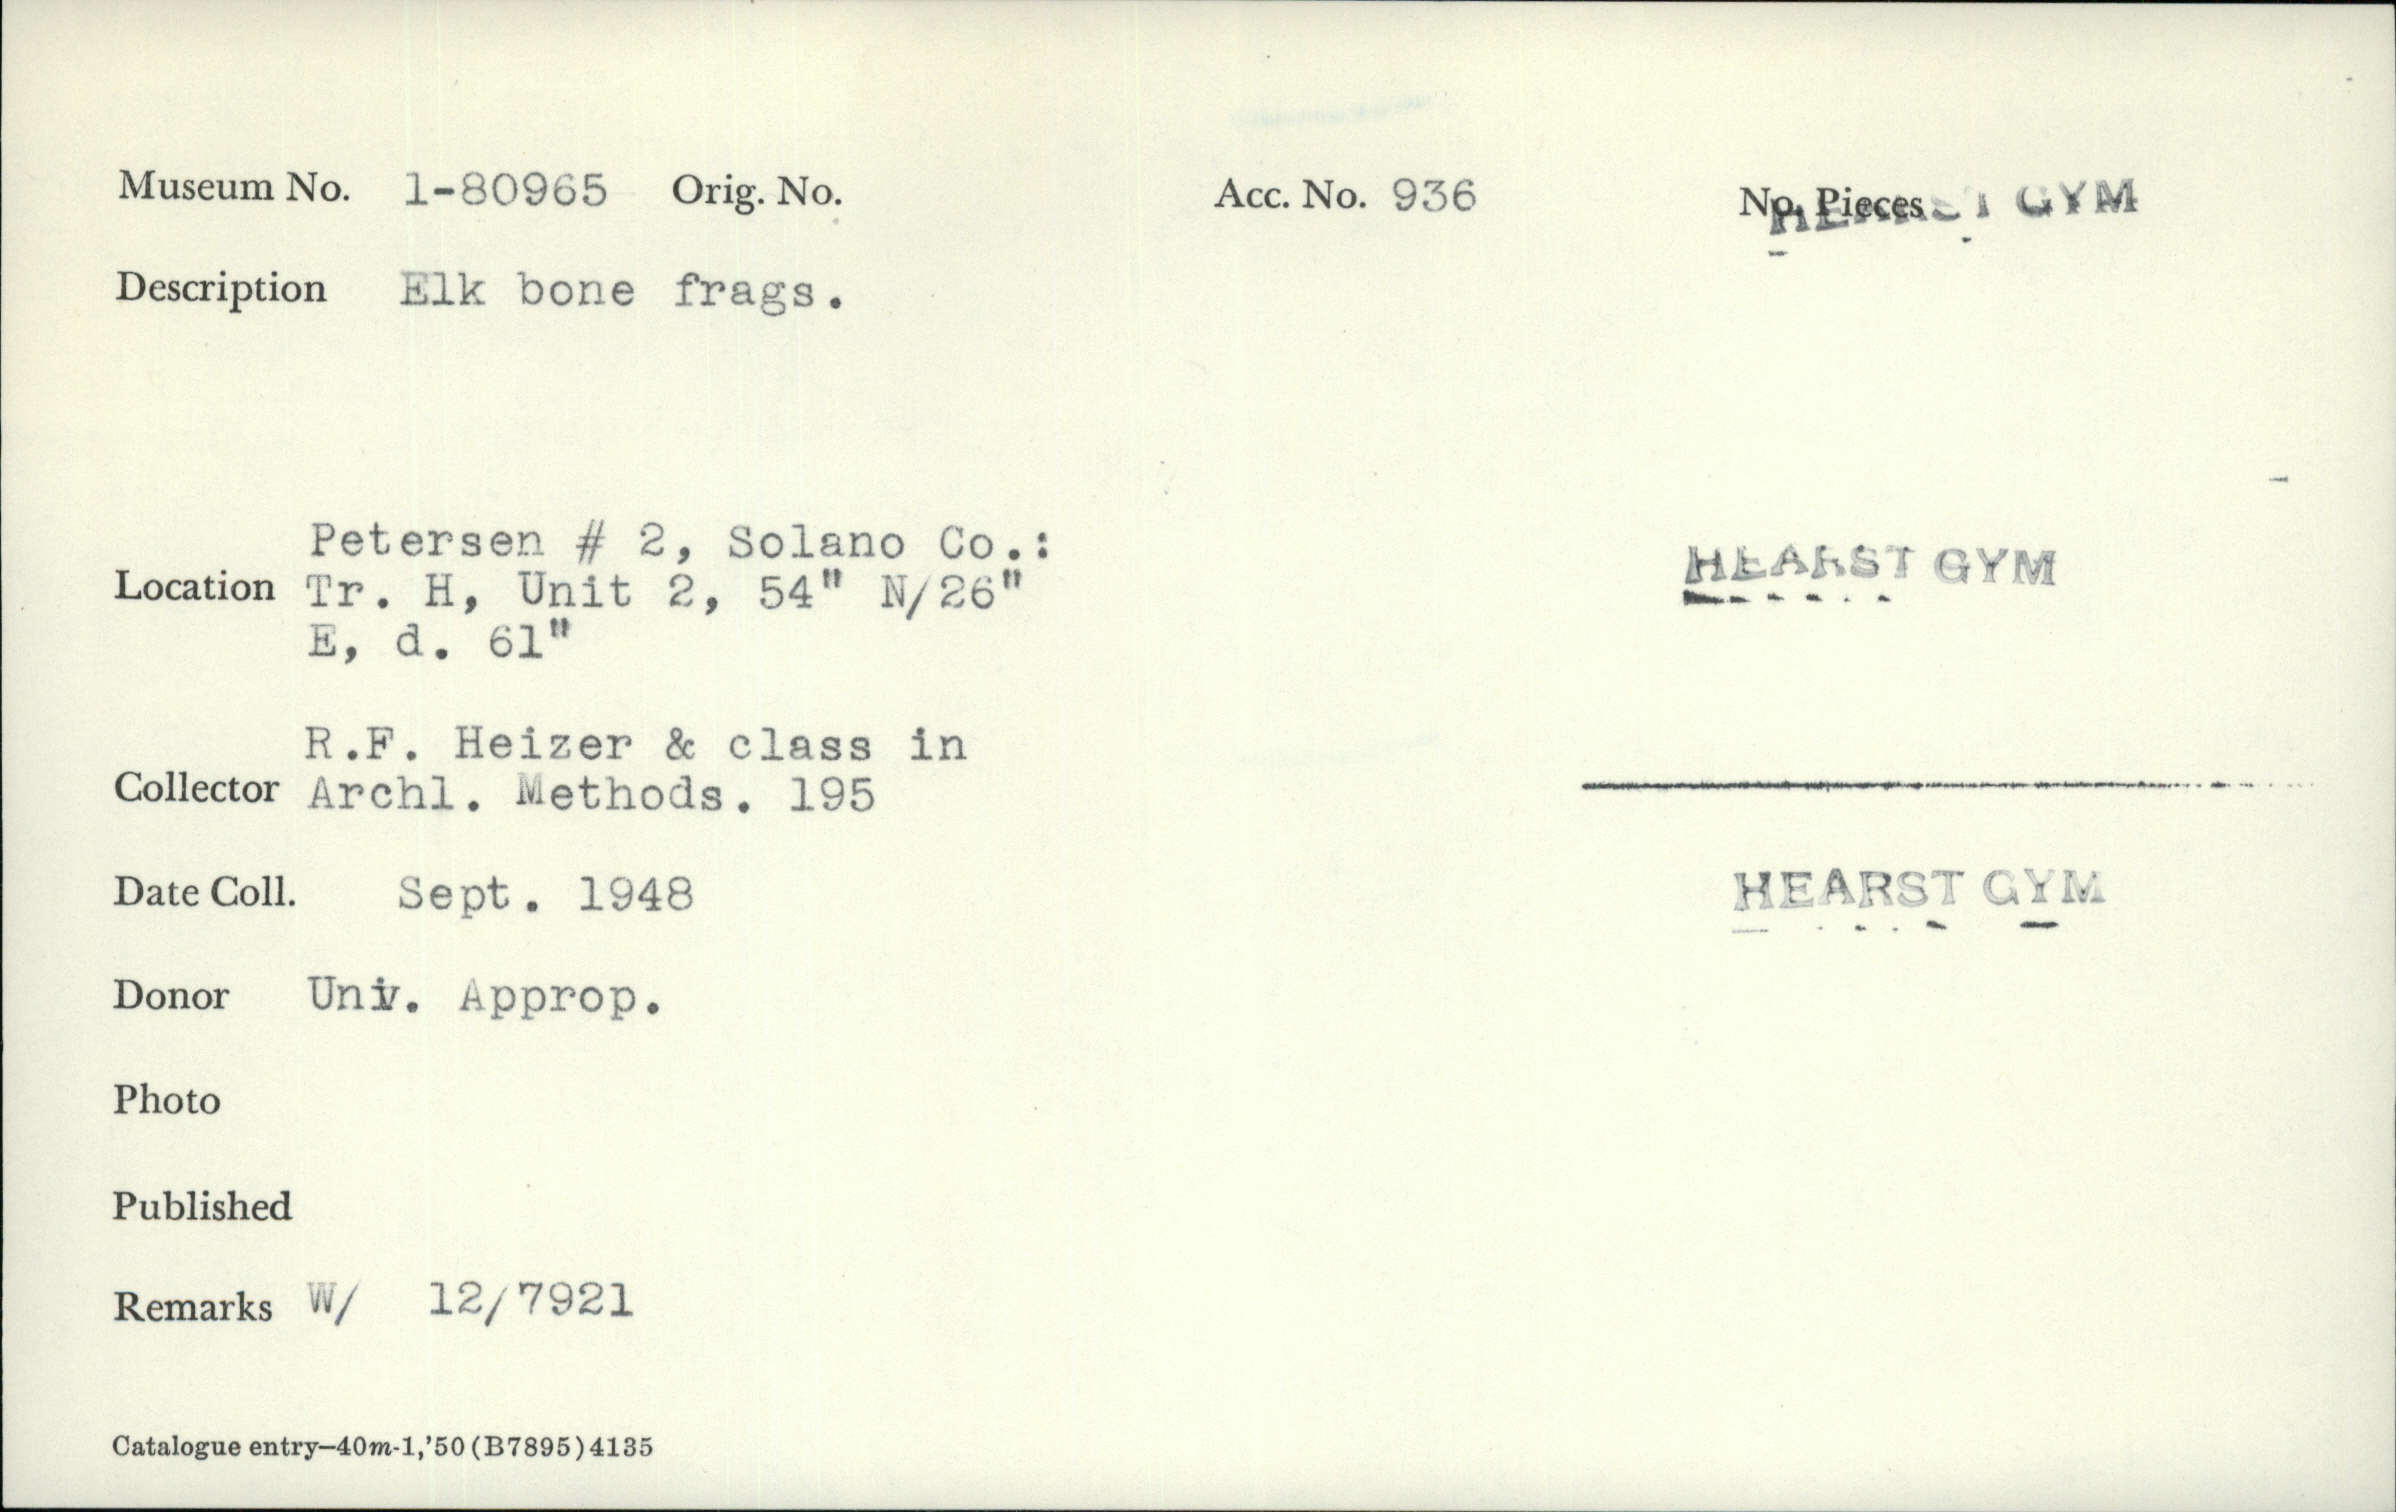 Museum No. 1-80965 Orig. No. Acc. No. 936 No. Pieces HEARST GYM
Description Elk bone frags.
Petersen # 2, Solano Co.:
Location Tr. H, Unit 2, 54" N/26" HEARST GYM
E, d. 61"
R.F. Heizer & class in
Collector Archl. Methods. 195
Date Coll. Sept. 1948 HEARST GYM
Donor Univ. Approp.
Photo
Published
Remarks W/ 12/7921
Catalogue entry—40m-1,'50 (B7895) 4135